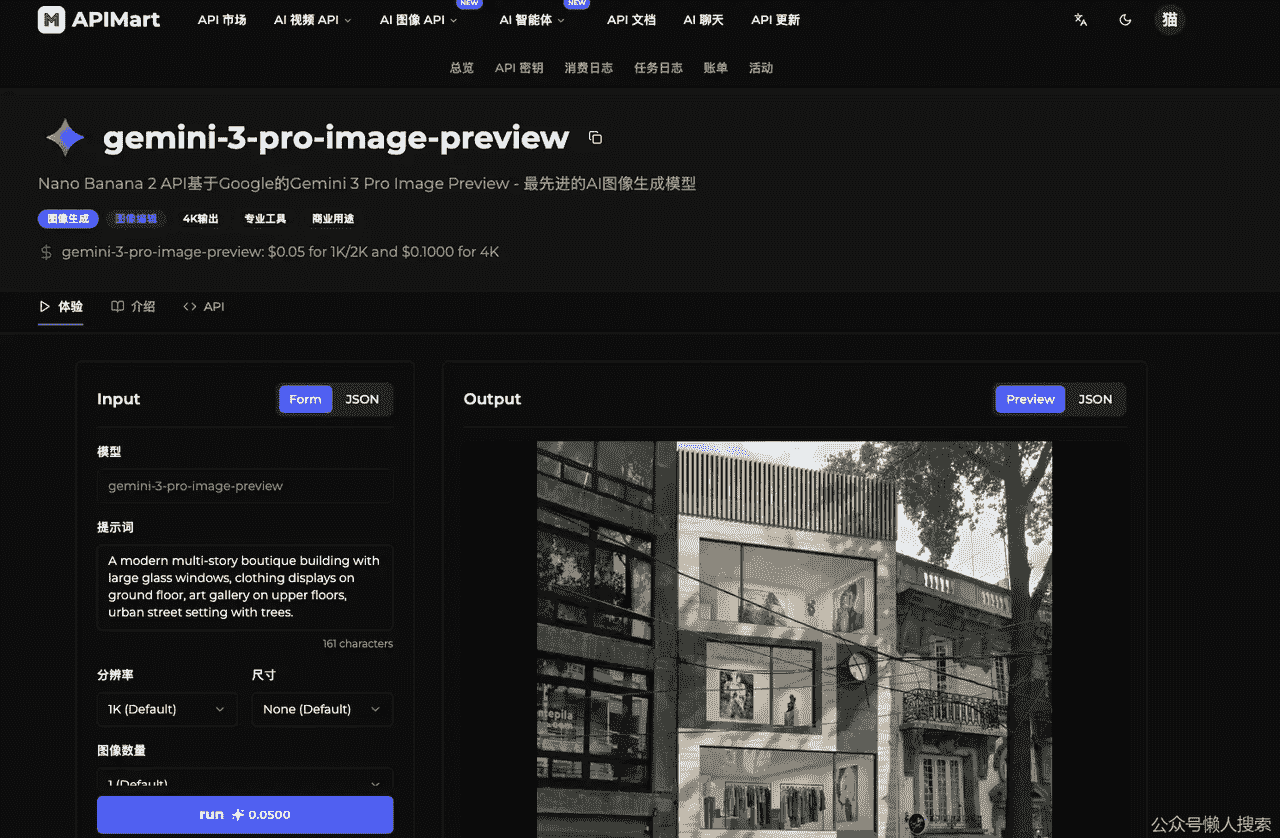 APIMart
API 市场
AI 视频 API
AI 图像 API
NEW
AI 智能体
NEW
API 文档
AI 聊天
API 更新
猫
总览
API 密钥
消费日志
任务日志
账单
活动
gemini-3-pro-image-preview
Nano Banana 2 API基于Google的Gemini 3 Pro Image Preview - 最先进的AI图像生成模型
图像生成
图像编辑
4K输出
专业工具
商业用途
$ gemini-3-pro-image-preview: $0.05 for 1K/2K and $0.1000 for 4K
体验
介绍
API
Input
Form
JSON
Output
Preview
JSON
模型
gemini-3-pro-image-preview
提示词
A modern multi-story boutique building with
large glass windows, clothing displays on
ground floor, art gallery on upper floors,
urban street setting with trees.
161 characters
分辨率
尺寸
1K (Default)
None (Default)
图像数量
1 (Default)
run 0.0500
公众号懒人搜索